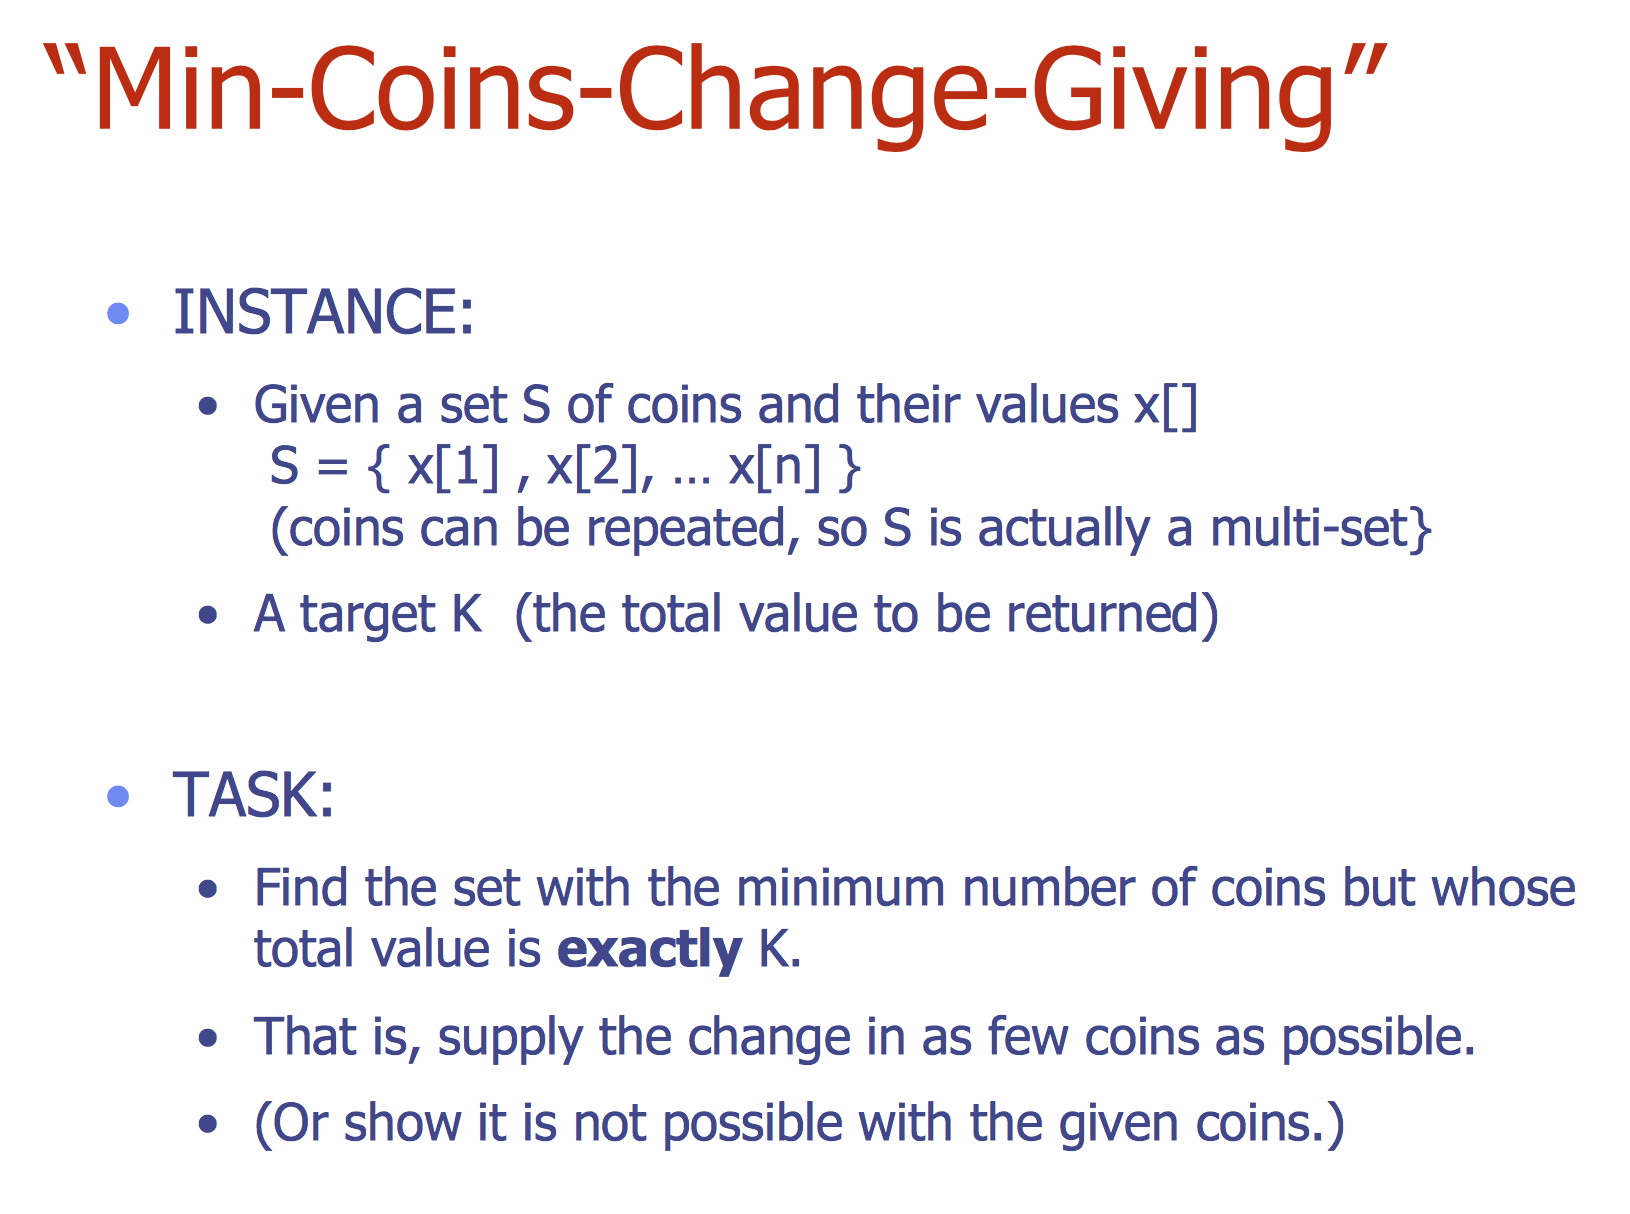 “Min-Coins-Change-Giving”
• INSTANCE:
• Given a set S of coins and their values x[]
S = { x[1] , x[2], … x[n] }
(coins can be repeated, so S is actually a multi-set}
• A target K (the total value to be returned)
• TASK:
• Find the set with the minimum number of coins but whose
total value is exactly K.
• That is, supply the change in as few coins as possible.
• (Or show it is not possible with the given coins.)